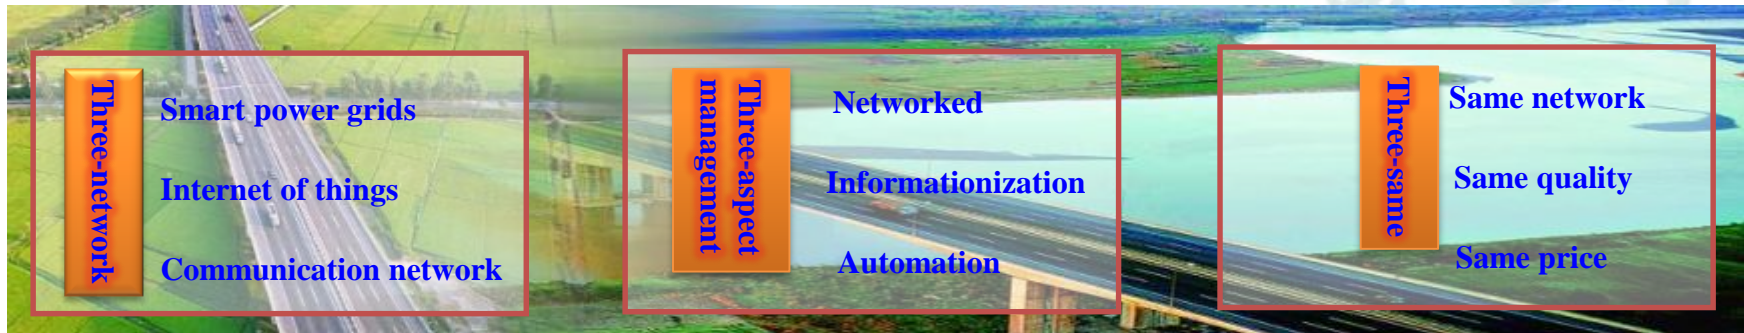 Three-network
Smart power grids
Internet of things
Communication network
Three-aspect
management
Networked
Informationization
Automation
Three-same
Same network
Same quality
Same price